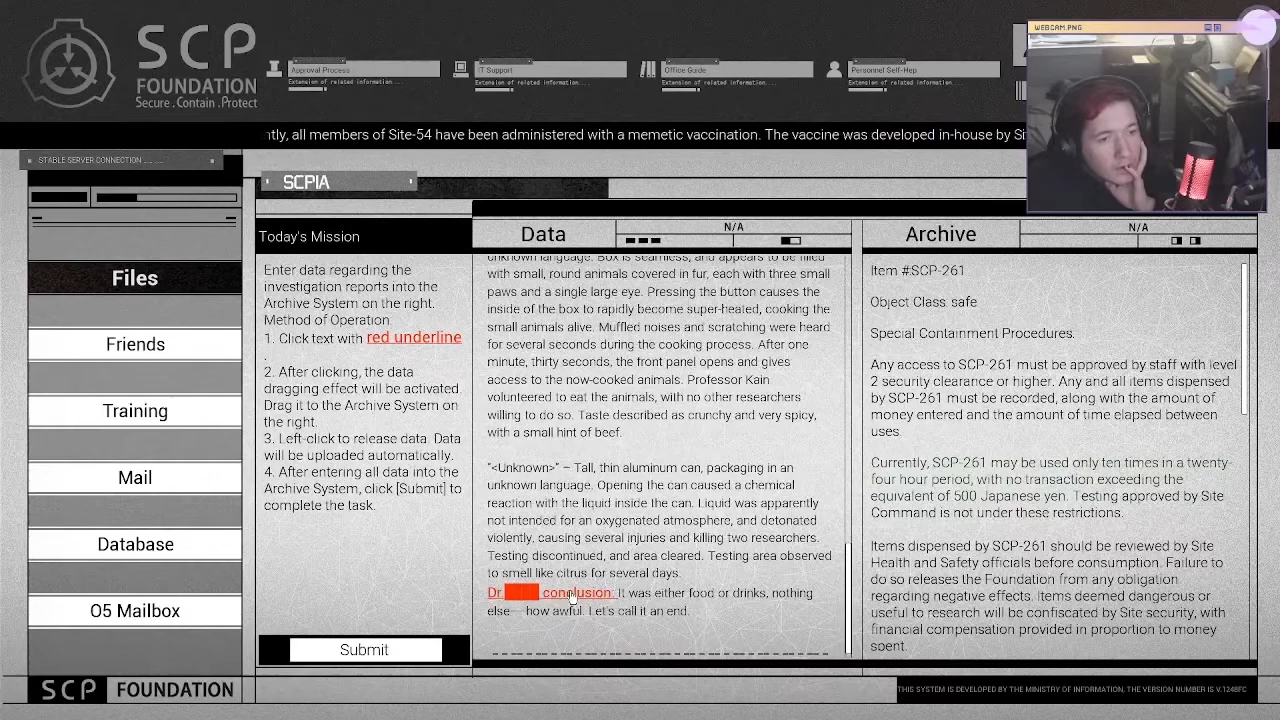 SCP
FOUNDATION
Secure .Contain .Protect
Approval Process
Extension of related information...
IT Support
Extension of related information...
Office Guide
Extension of related information...
Personnel Self-Hep
Extension of related information...
WEBCAM.PNG
ntly, all members of Site-54 have been administered with a memetic vaccination. The vaccine was developed in-house by Si
STABLE SERVER CONNECTION
SCPIA
Files
Friends
Training
Mail
Database
O5 Mailbox
Today's Mission
Enter data regarding the
investigation reports into the
Archive System on the right.
Method of Operation
1. Click text with red underline
.
2. After clicking, the data
dragging effect will be activated
Drag it to the Archive System on
the right.
3. Left-click to release data. Data
will be uploaded automatically.
4. After entering all data into the
Archive System, click [Submit] to
complete the task.
Submit
Data
N/A
unknown language. Box is seamless, and appears to be filled
with small, round animals covered in fur, each with three small
paws and a single large eye. Pressing the button causes the
inside of the box to rapidly become super-heated, cooking the
small animals alive. Muffled noises and scratching were heard
for several seconds during the cooking process. After one
minute, thirty seconds, the front panel opens and gives
access to the now-cooked animals. Professor Kain
volunteered to eat the animals, with no other researchers
willing to do so. Taste described as crunchy and very spicy,
with a small hint of beef.
"<Unknown>" – Tall, thin aluminum can, packaging in an
unknown language. Opening the can caused a chemical
reaction with the liquid inside the can. Liquid was apparently
not intended for an oxygenated atmosphere, and detonated
violently, causing several injuries and killing two researchers.
Testing discontinued, and area cleared. Testing area observed
to smell like citrus for several days.
Dr.████ conclusion: It was either food or drinks, nothing
else——how awful. Let's call it an end.
Archive
N/A
Item #:SCP-261
Object Class: safe
Special Containment Procedures:
Any access to SCP-261 must be approved by staff with level
2 security clearance or higher. Any and all items dispensed
by SCP-261 must be recorded, along with the amount of
money entered and the amount of time elapsed between
uses.
Currently, SCP-261 may be used only ten times in a twenty-
four hour period, with no transaction exceeding the
equivalent of 500 Japanese yen. Testing approved by Site
Command is not under these restrictions.
Items dispensed by SCP-261 should be reviewed by Site
Health and Safety officials before consumption. Failure to
do so releases the Foundation from any obligation
regarding negative effects. Items deemed dangerous or
useful to research will be confiscated by Site security, with
financial compensation provided in proportion to money
spent.
SCP FOUNDATION
THIS SYSTEM IS DEVELOPED BY THE MINISTRY OF INFORMATION, THE VERSION NUMBER IS V.1248FC